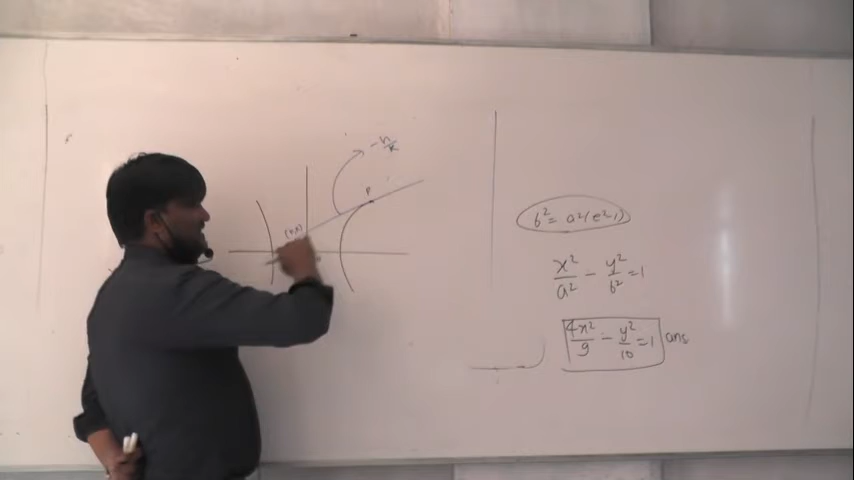 -h/k
P
(h,k)
b² = a²(e²-1)
x²/a² - y²/b² = 1
4x²/9 - y²/10 = 1 ans